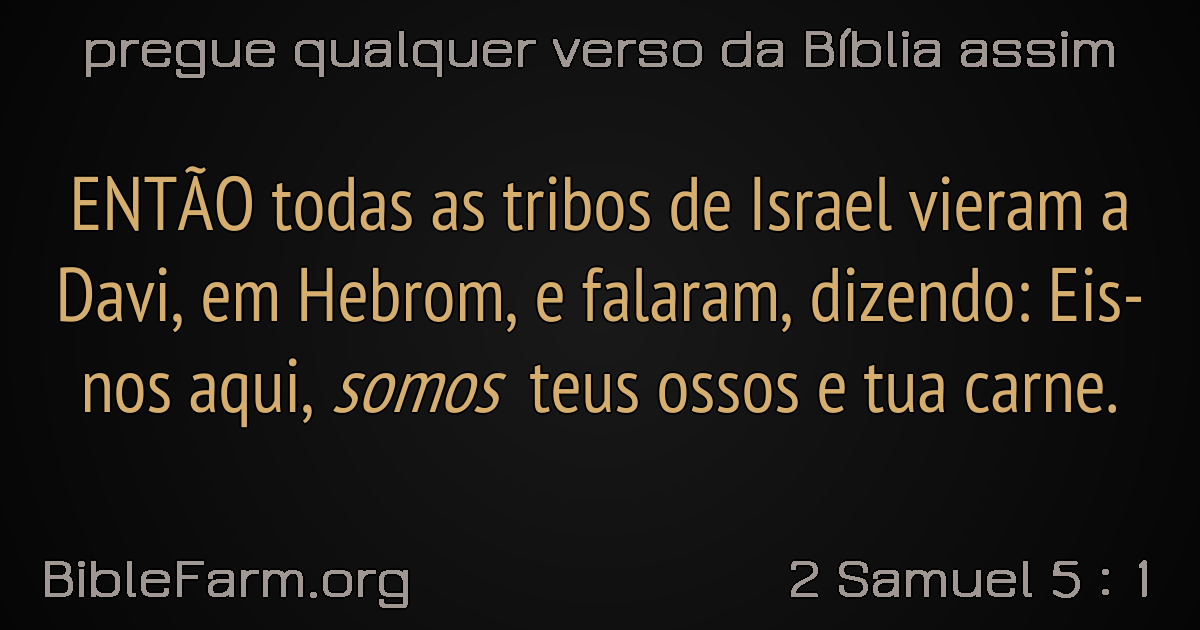 pregue qualquer verso da Bíblia assim
ENTÃO todas as tribos de Israel vieram a
Davi, em Hebrom, e falaram, dizendo: Eis-
nos aqui, somos teus ossos e tua carne.
BibleFarm.org
2 Samuel 5 : 1